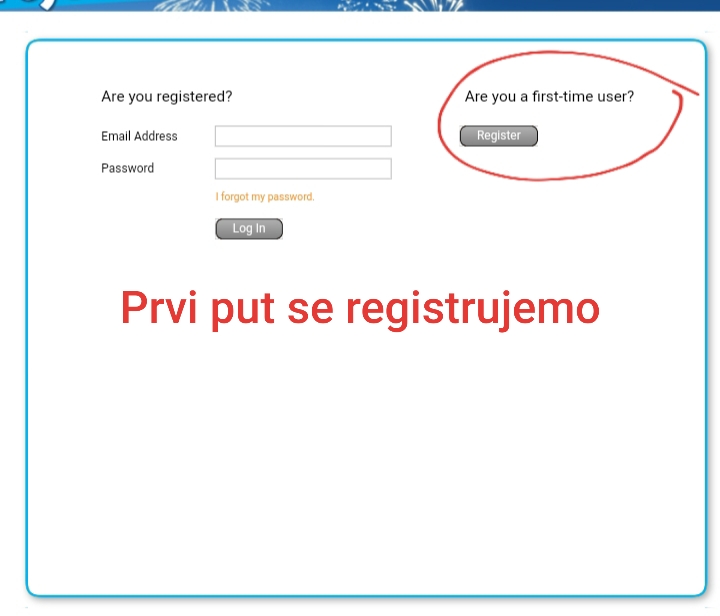 Are you registered?
Email Address
Password
I forgot my password.
Log In
Are you a first-time user?
Register
Prvi put se registrujemo